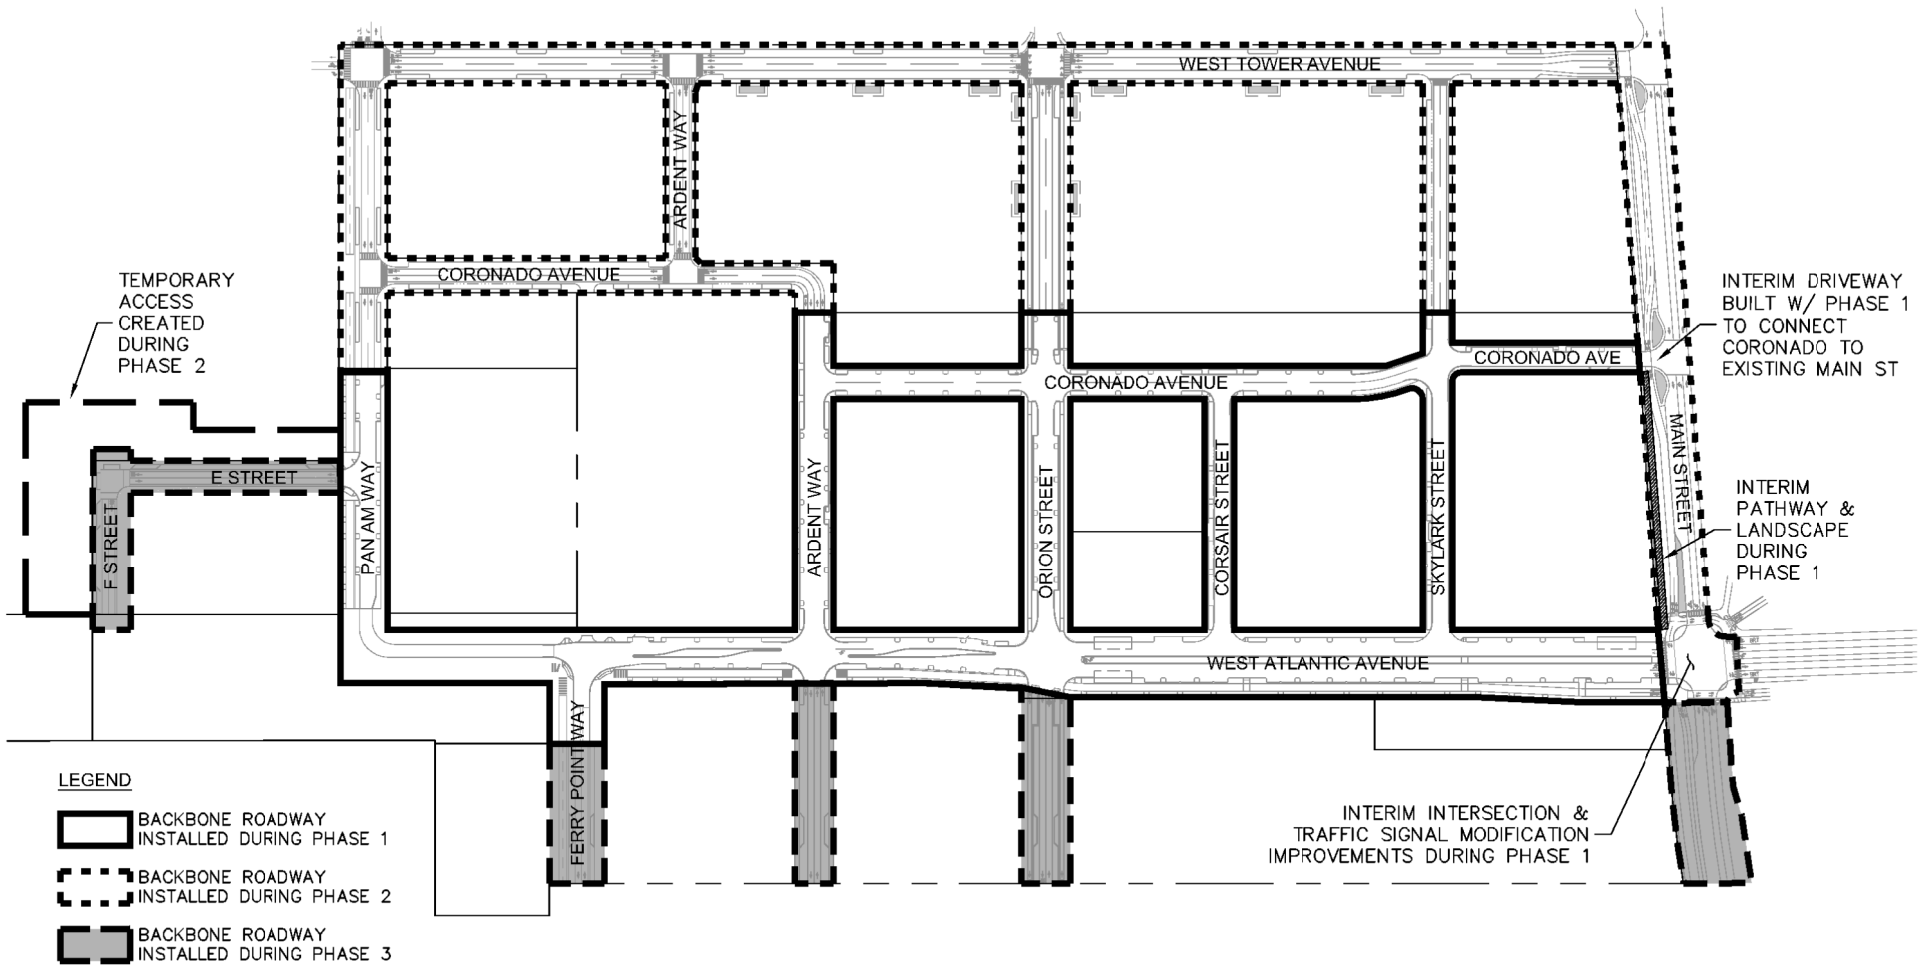 WEST TOWER AVENUE
ARDENT WAY
CORONADO AVENUE
TEMPORARY
ACCESS
CREATED
DURING
PHASE 2
INTERIM DRIVEWAY
BUILT W/ PHASE 1
TO CONNECT
CORONADO TO
EXISTING MAIN ST
CORONADO AVE
CORONADO AVENUE
MAIN STREET
E STREET
F STREET
PAN AM WAY
ARDENT WAY
ORION STREET
CORSAIR STREET
SKYLARK STREET
INTERIM
PATHWAY &
LANDSCAPE
DURING
PHASE 1
WEST ATLANTIC AVENUE
FERRY POINT WAY
INTERIM INTERSECTION &
TRAFFIC SIGNAL MODIFICATION
IMPROVEMENTS DURING PHASE 1
LEGEND
BACKBONE ROADWAY
INSTALLED DURING PHASE 1
BACKBONE ROADWAY
INSTALLED DURING PHASE 2
BACKBONE ROADWAY
INSTALLED DURING PHASE 3